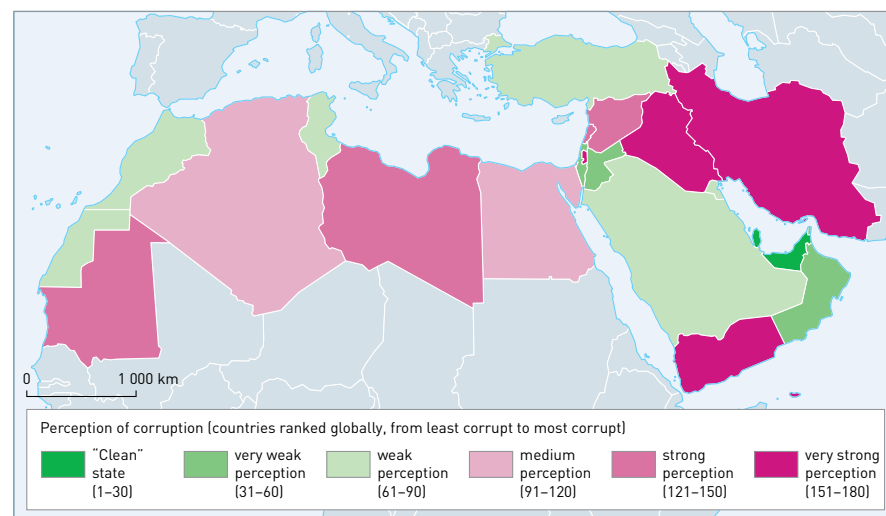 0
1 000 km
Perception of corruption (countries ranked globally, from least corrupt to most corrupt)
“Clean”
state
(1–30)
very weak
perception
(31–60)
weak
perception
(61–90)
medium
perception
(91–120)
strong
perception
(121–150)
very strong
perception
(151–180)